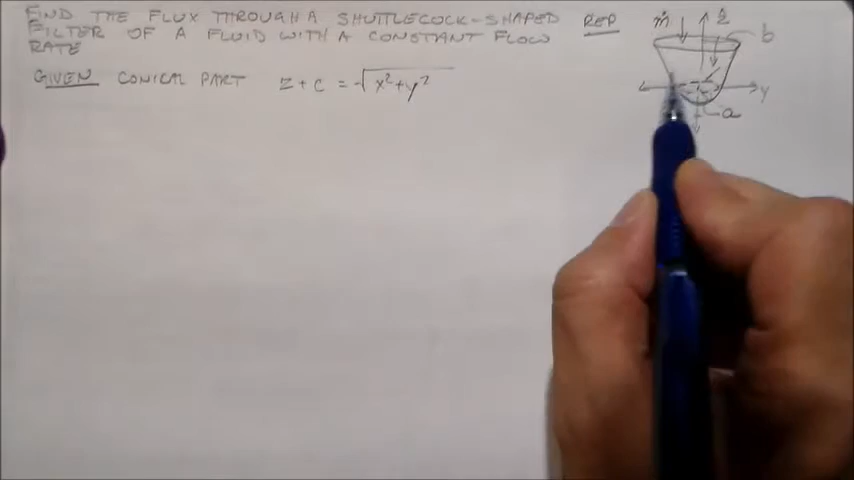 FIND THE FLUX THROUGH A SHUTTLECOCK-SHAPED
FILTER OF A FLUID WITH A CONSTANT FLOW
RATE
REP
GIVEN CONICAL PART z + c = √x²+y²
ṁ
z
b
y
a